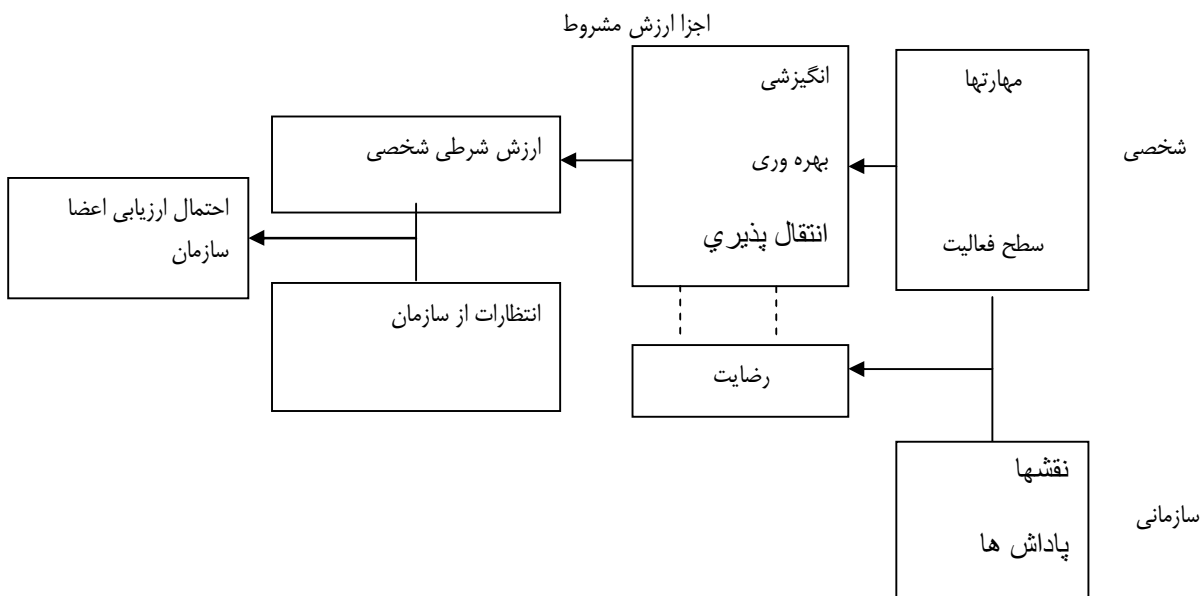 اجزا ارزش مشروط
شخصی
مهارتها
سطح فعالیت
انگیزشی
بهره وری
انتقال پذيري
ارزش شرطی شخصی
احتمال ارزیابی اعضا
سازمان
انتظارات از سازمان
رضایت
سازمانی
نقشها
پاداش ها